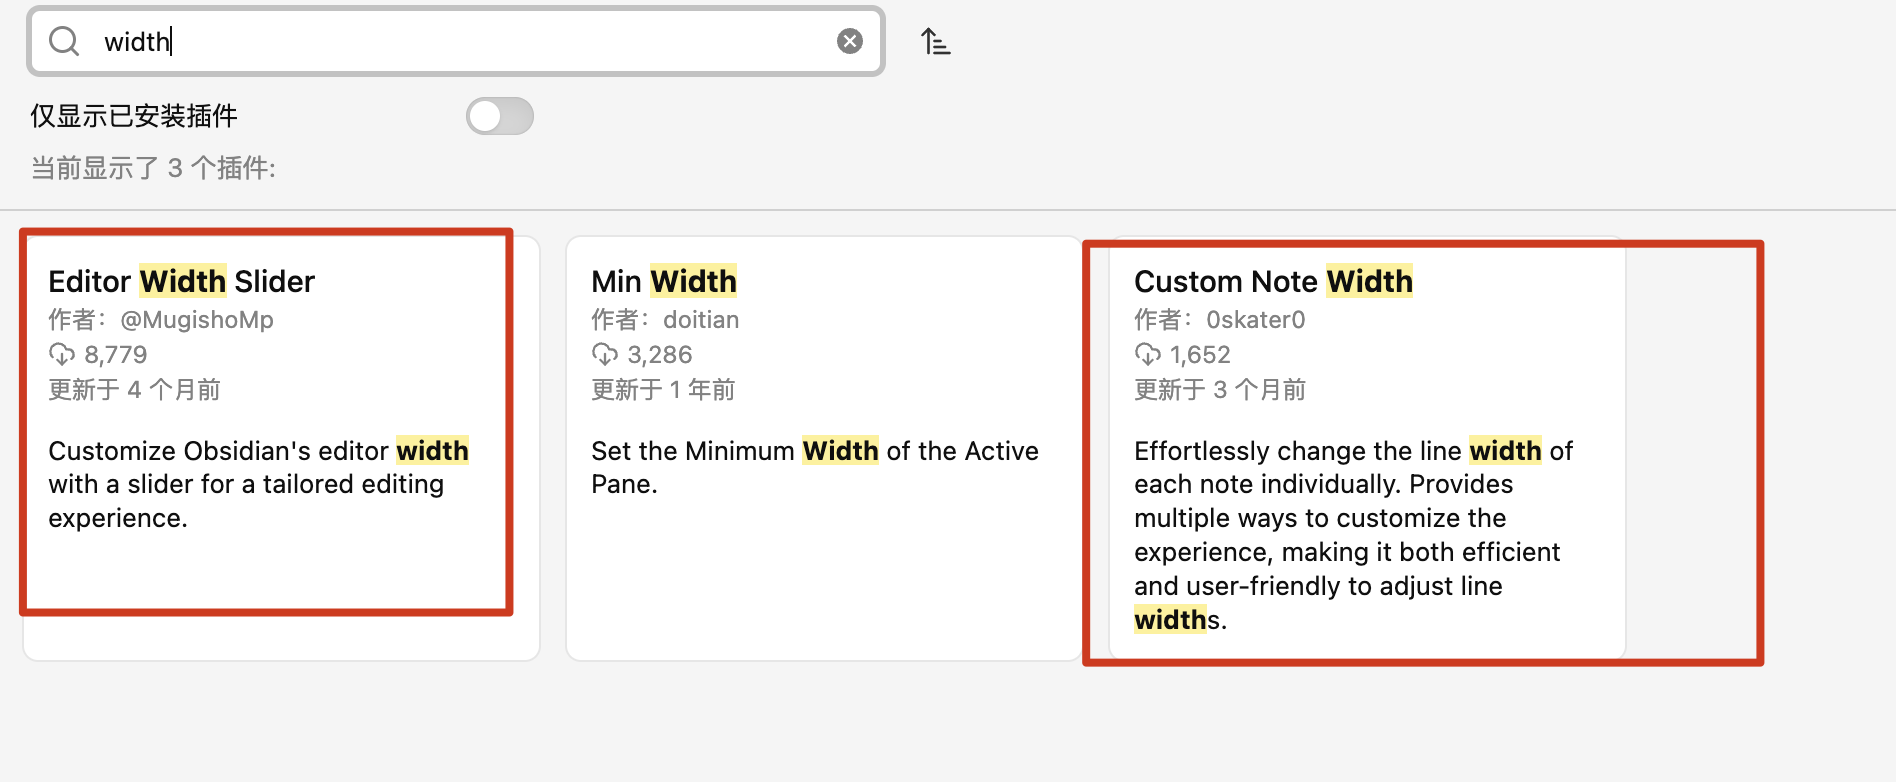 width
仅显示已安装插件
当前显示了 3 个插件:
Editor Width Slider
作者：@MugishoMp
8,779
更新于 4 个月前
Customize Obsidian's editor width
with a slider for a tailored editing
experience.
Min Width
作者：doitian
3,286
更新于 1 年前
Set the Minimum Width of the Active
Pane.
Custom Note Width
作者：0skater0
1,652
更新于 3 个月前
Effortlessly change the line width of
each note individually. Provides
multiple ways to customize the
experience, making it both efficient
and user-friendly to adjust line
widths.